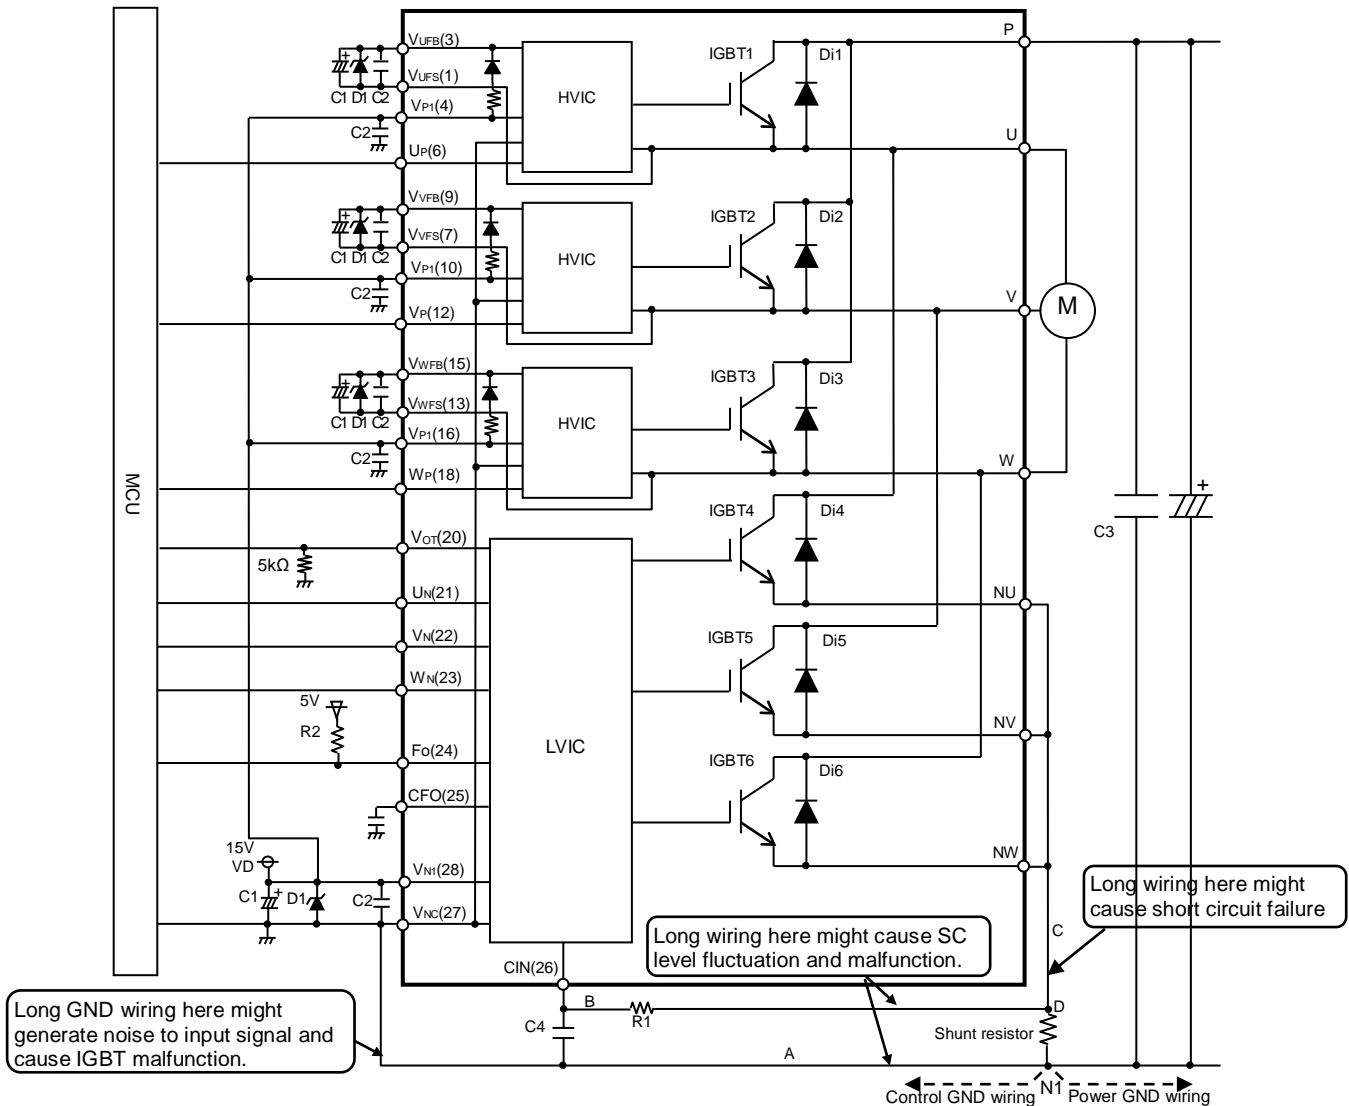 P
VUFB(3)
IGBT1
Di1
VUFS(1)
HVIC
C1 D1 C2
VP1(4)
C2
U
UP(6)
VVFB(9)
IGBT2
Di2
VVFS(7)
HVIC
C1 D1 C2
VP1(10)
C2
V
M
VP(12)
VWFB(15)
IGBT3
Di3
VWFS(13)
HVIC
C1 D1 C2
VP1(16)
C2
W
WP(18)
MCU
+
IGBT4
Di4
C3
VOT(20)
5kΩ
UN(21)
NU
VN(22)
IGBT5
Di5
WN(23)
5V
R2
NV
LVIC
Fo(24)
IGBT6
Di6
CFO(25)
15V
VD
NW
VN1(28)
C1 + D1 C2
VNC(27)
Long wiring here might
cause short circuit failure
C
Long wiring here might cause SC
level fluctuation and malfunction.
CIN(26)
B
R1
D
C4
Shunt resistor
Long GND wiring here might
generate noise to input signal and
cause IGBT malfunction.
A
Control GND wiring
N1
Power GND wiring